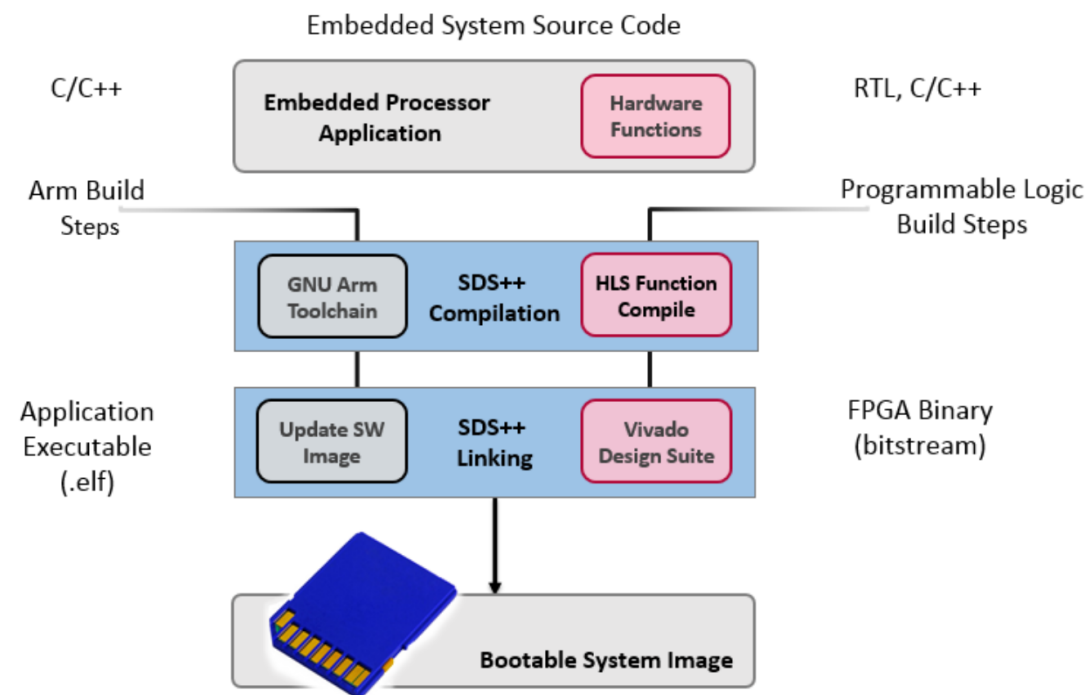 Embedded System Source Code
C/C++
Embedded Processor
Application
Hardware
Functions
RTL, C/C++
Arm Build
Steps
Programmable Logic
Build Steps
GNU Arm
Toolchain
SDS++
Compilation
HLS Function
Compile
Application
Executable
(.elf)
Update SW
Image
SDS++
Linking
Vivado
Design Suite
FPGA Binary
(bitstream)
Bootable System Image